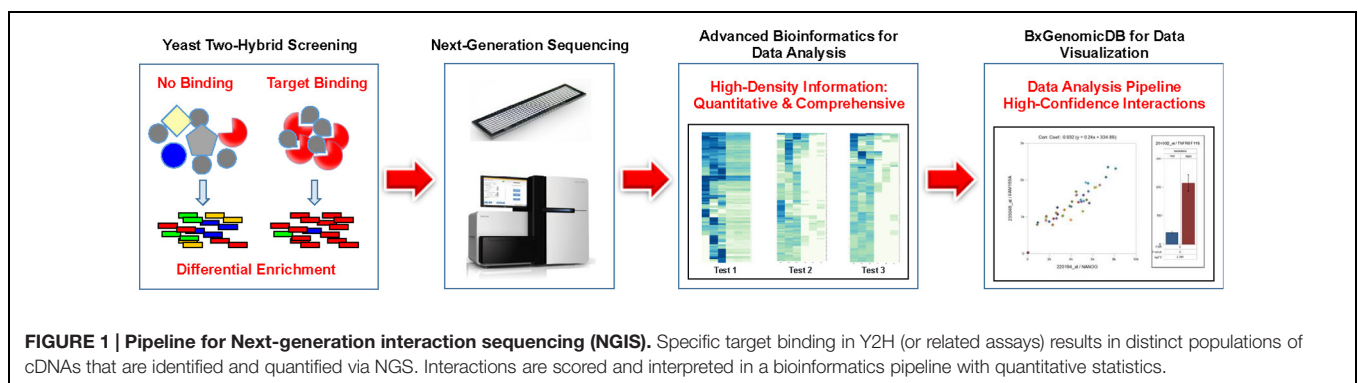 Yeast Two-Hybrid Screening
No Binding
Target Binding
Differential Enrichment
Next-Generation Sequencing
Advanced Bioinformatics for
Data Analysis
High-Density Information:
Quantitative & Comprehensive
Test 1
Test 2
Test 3
BxGenomicDB for Data
Visualization
Data Analysis Pipeline
High-Confidence Interactions
FIGURE 1 | Pipeline for Next-generation interaction sequencing (NGIS). Specific target binding in Y2H (or related assays) results in distinct populations of
cDNAs that are identified and quantified via NGS. Interactions are scored and interpreted in a bioinformatics pipeline with quantitative statistics.